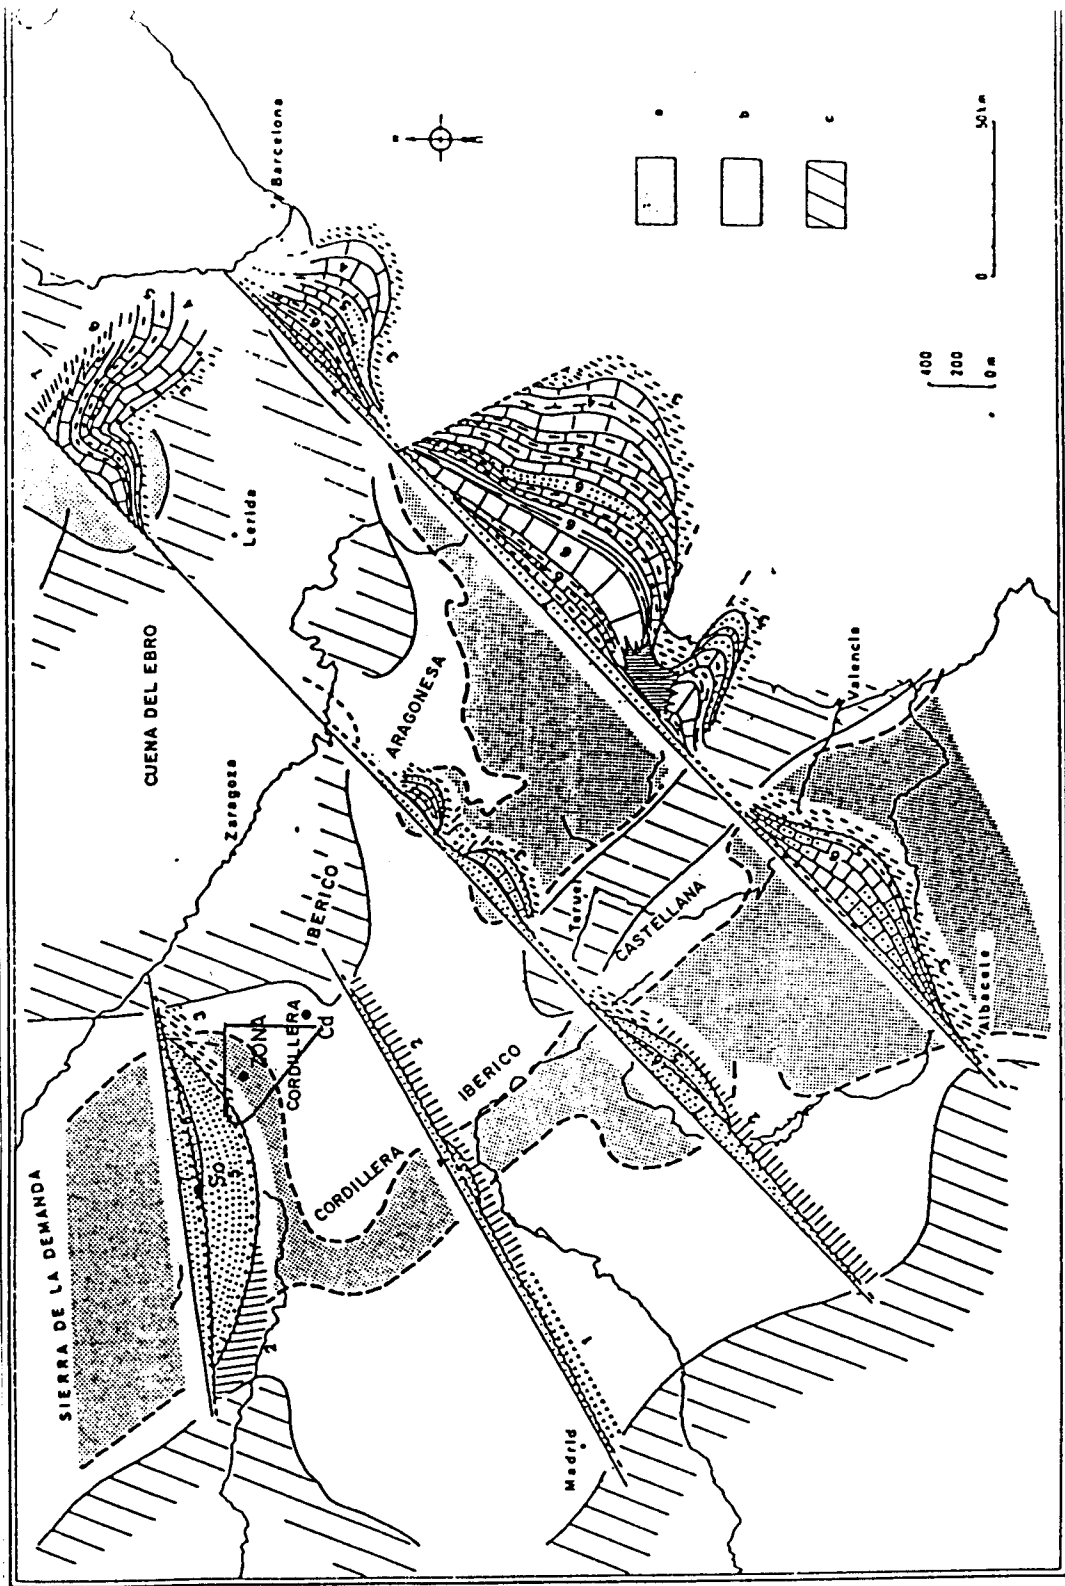 SIERRA DE LA DEMANDA
CUENA DEL EBRO
Zaragoza
Lerida
Barcelona
IBERICO
ZONA
CORDILLERA
Cd
So
ARAGONESA
CORDILLERA
IBERICO
Teruel
CASTELLANA
Valencia
Albacete
Madrid
a
b
c
0 50 km
400
200
0 m